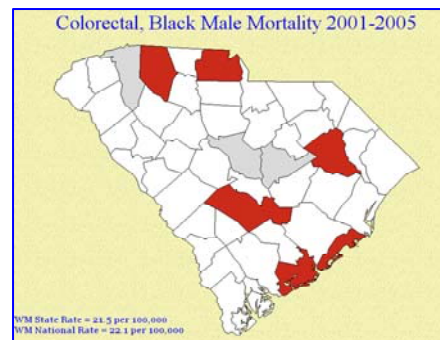 Colorectal, Black Male Mortality 2001-2005
WM State Rate = 21.5 per 100,000
WM National Rate = 22.1 per 100,000